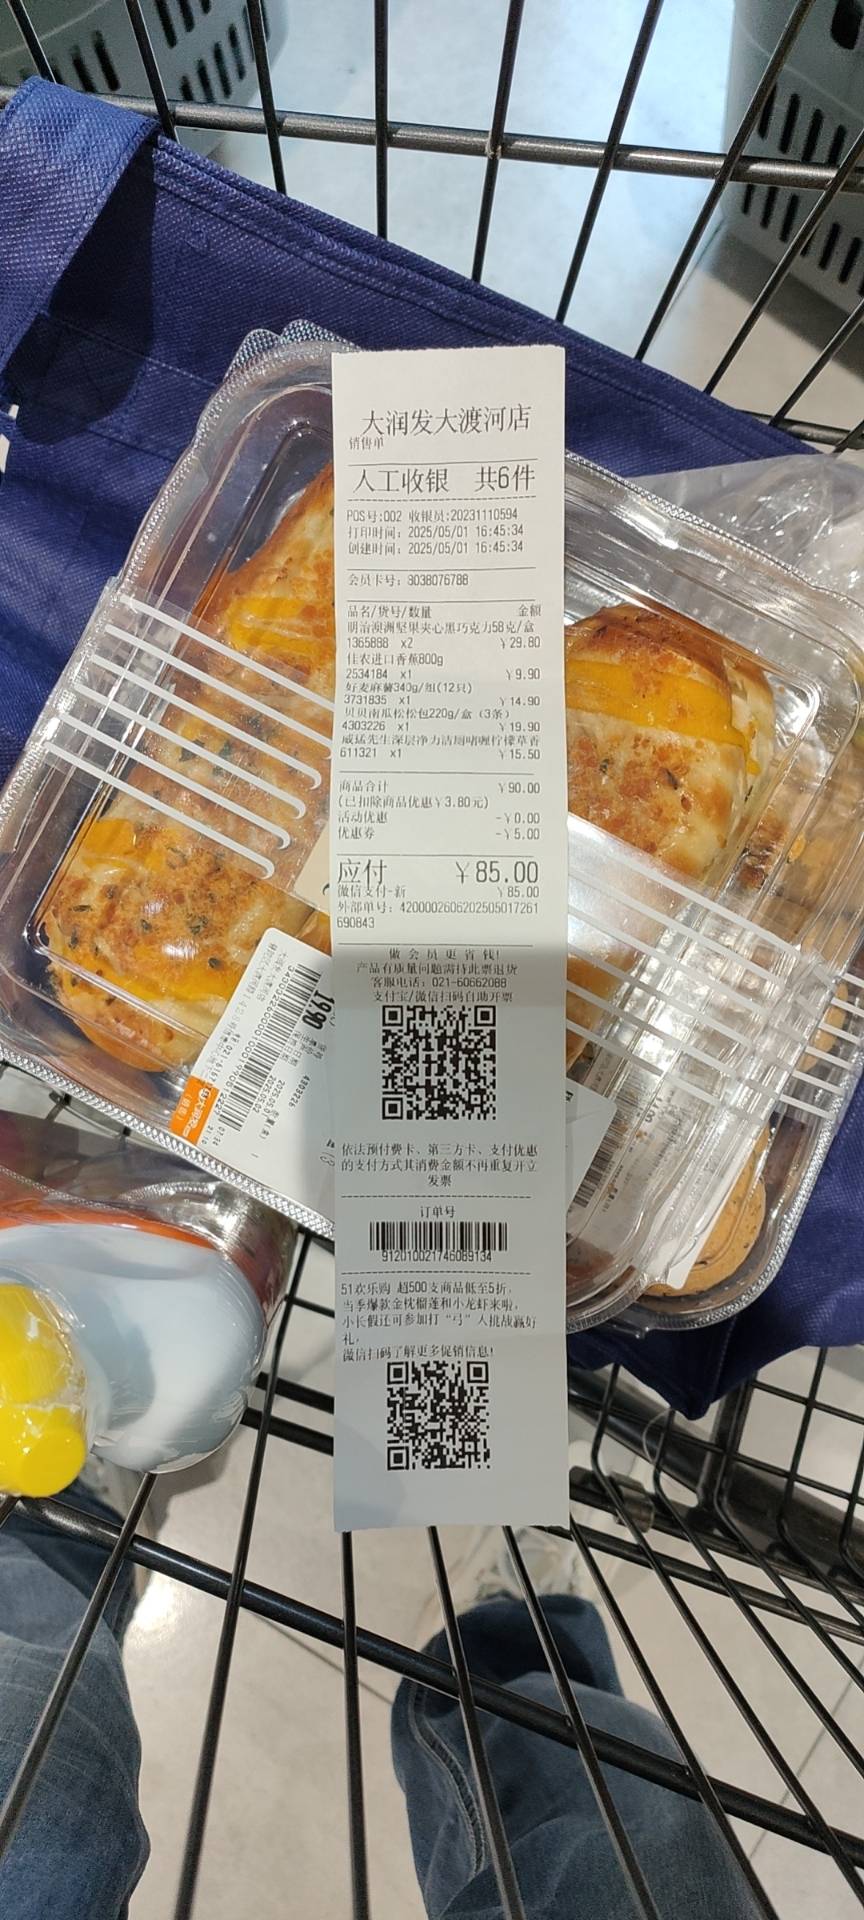 大润发大渡河店
销售单
人工收银 共6件
POS号:002 收银员:20231110594
打印时间: 2025/05/01 16:45:34
创建时间: 2025/05/01 16:45:34
会员卡号: 3038076788
品名/货号/数量 金额
明治澳洲坚果夹心黑巧克力58克/盒
1365888 x2 ￥29.80
佳农进口香蕉800g
2534184 x1 ￥9.90
好麦麻薯340g/组(12只)
3731835 x1 ￥14.90
贝贝南瓜松松包220g/盒 (3条)
4303226 x1 ￥19.90
威猛先生深层净力洁厨啫喱柠檬草香
611321 x1 ￥15.50
商品合计 ￥90.00
(已扣除商品优惠￥3.80元)
活动优惠 -￥0.00
优惠券 -￥5.00
应付 ￥85.00
微信支付-新 ￥85.00
外部单号: 4200002606202505017261
690843
做会员更省钱!
产品有质量问题需持此票退货
客服电话: 021-60662088
支付宝/微信扫码自助开票
依法预付费卡、第三方卡、支付优惠
的支付方式其消费金额不再重复开立
发票
订单号
912010021746089134
51欢乐购 超500支商品低至5折,
当季爆款金枕榴莲和小龙虾来啦,
小长假还可参加打“弓”人挑战赢好
礼,
微信扫码了解更多促销信息!
19.90
4303226
2025.05.02
大润发